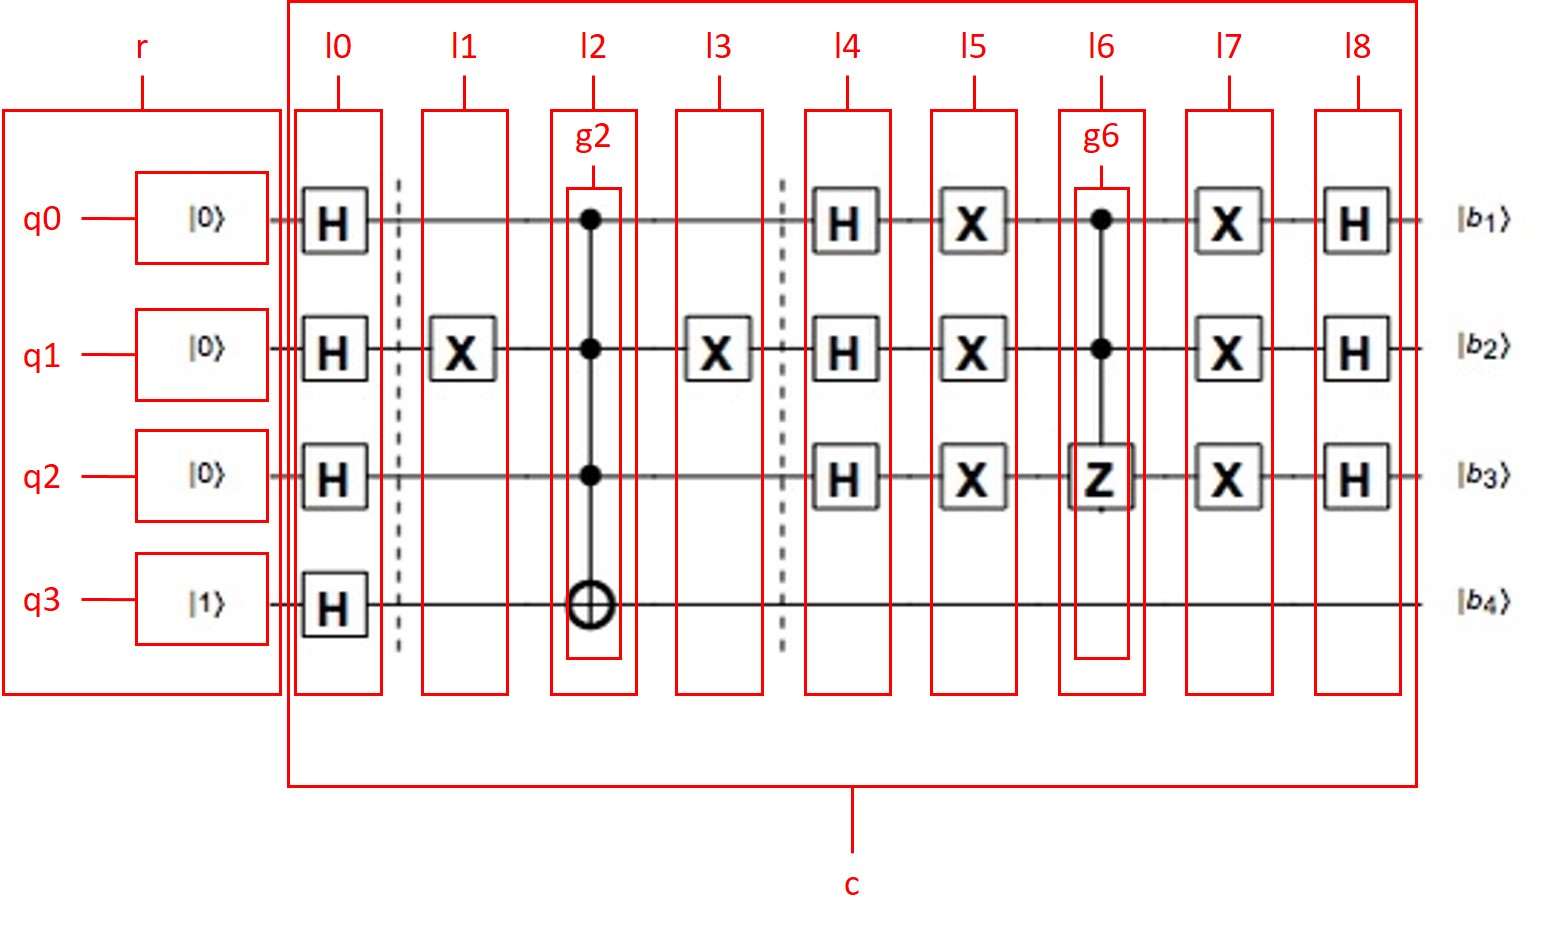 r l0 l1 l2 l3 l4 l5 l6 l7 l8
g2 g6
q0 |0⟩ H H X X H |b1⟩
q1 |0⟩ H X X H X X H |b2⟩
q2 |0⟩ H H X Z X H |b3⟩
q3 |1⟩ H |b4⟩
c